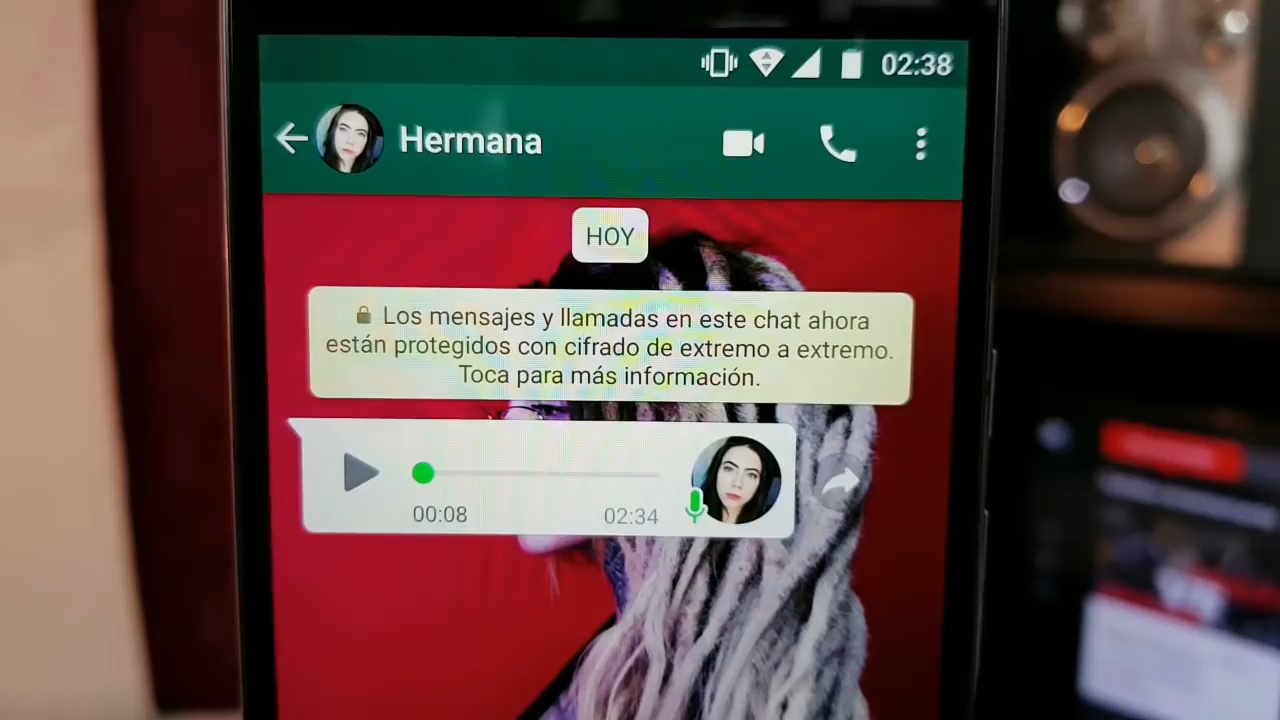 02:38
Hermana
HOY
Los mensajes y llamadas en este chat ahora
están protegidos con cifrado de extremo a extremo.
Toca para más información.
00:08
02:34